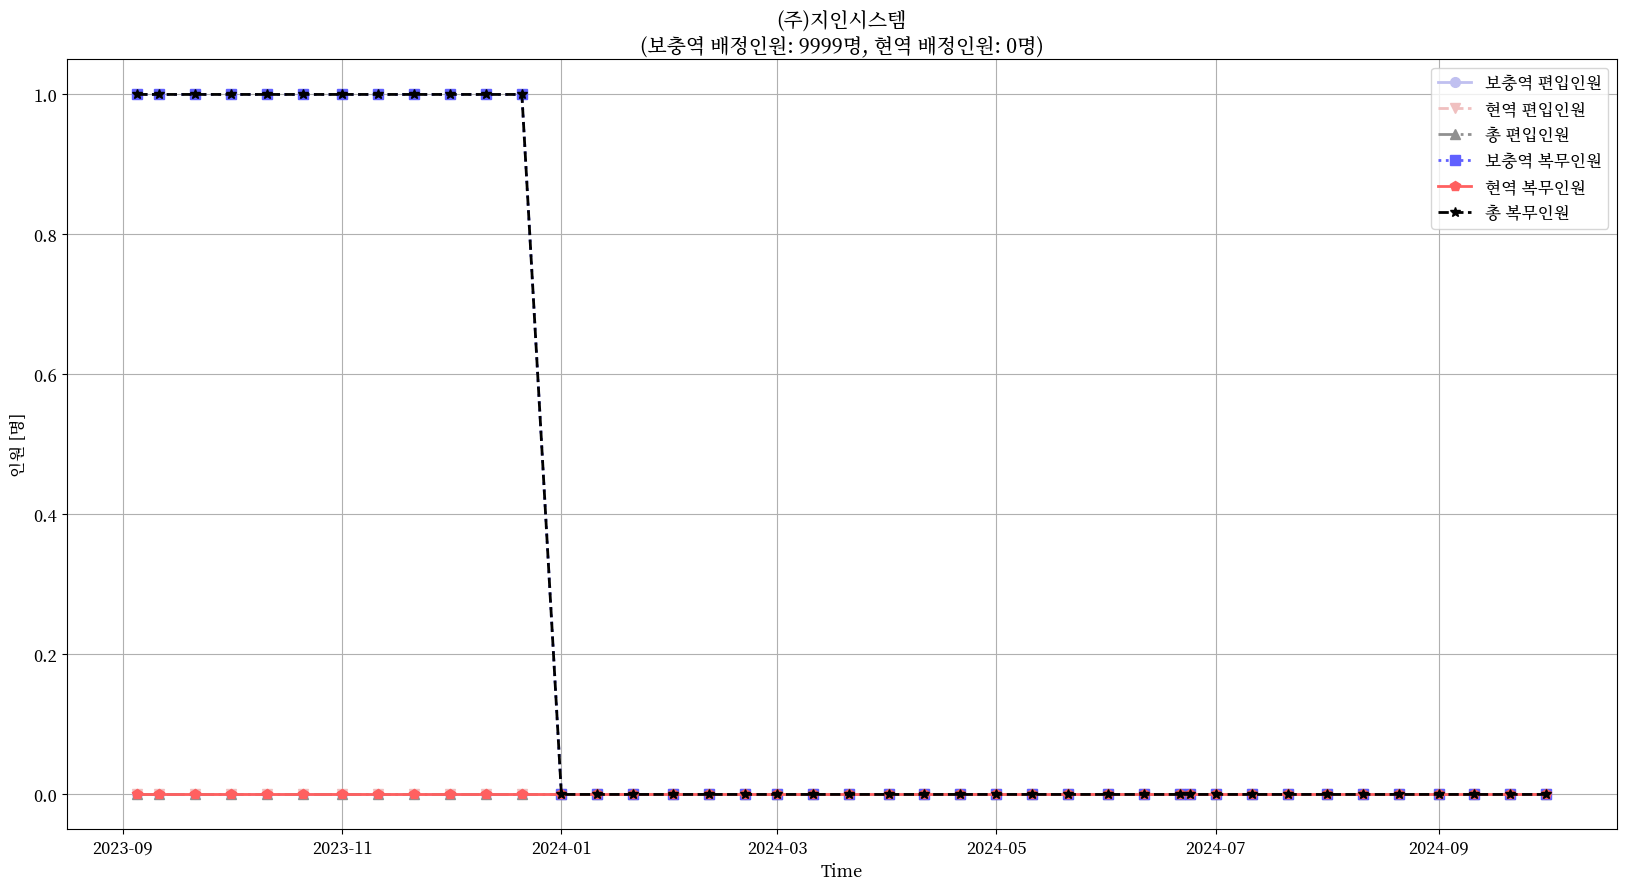 (주)지인시스템
(보충역 배정인원: 9999명, 현역 배정인원: 0명)
보충역 편입인원
현역 편입인원
총 편입인원
보충역 복무인원
현역 복무인원
총 복무인원
인원 [명]
1.0
0.8
0.6
0.4
0.2
0.0
2023-09
2023-11
2024-01
2024-03
2024-05
2024-07
2024-09
Time